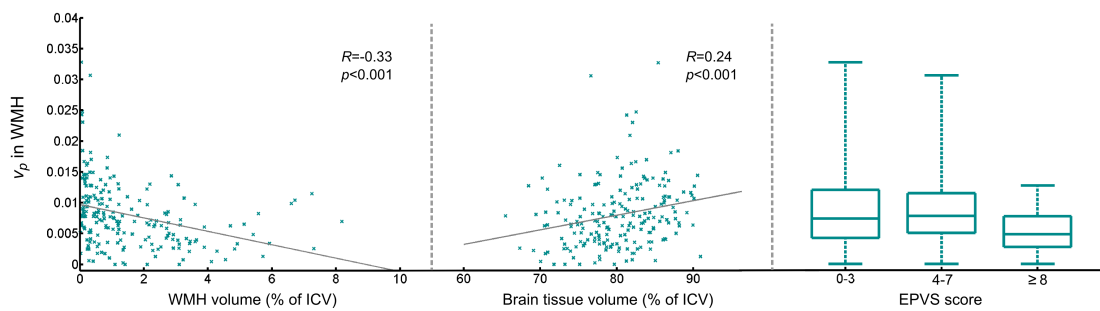 0.04
0.035
0.03
0.025
0.02
0.015
0.01
0.005
0
vp in WMH
R=-0.33
p<0.001
0 2 4 6 8 10
WMH volume (% of ICV)
R=0.24
p<0.001
60 70 80 90
Brain tissue volume (% of ICV)
0-3 4-7 ≥ 8
EPVS score